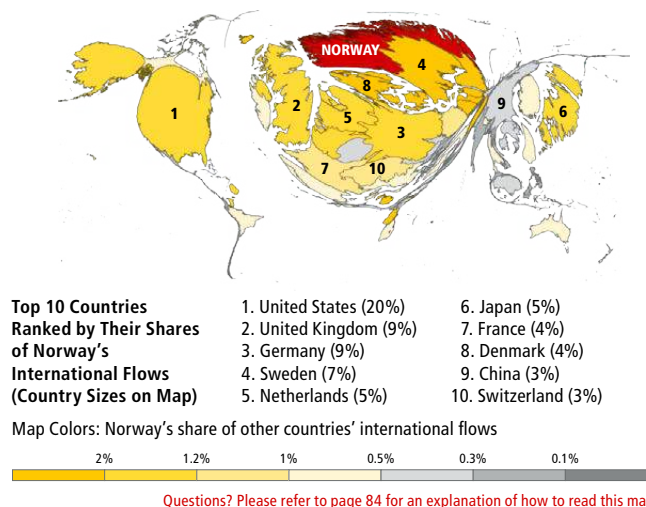 NORWAY
4
8
1
2
5
3
9
6
7
10
Top 10 Countries
Ranked by Their Shares
of Norway's
International Flows
(Country Sizes on Map)
1. United States (20%)
2. United Kingdom (9%)
3. Germany (9%)
4. Sweden (7%)
5. Netherlands (5%)
6. Japan (5%)
7. France (4%)
8. Denmark (4%)
9. China (3%)
10. Switzerland (3%)
Map Colors: Norway's share of other countries' international flows
2% 1.2% 1% 0.5% 0.3% 0.1%
Questions? Please refer to page 84 for an explanation of how to read this ma